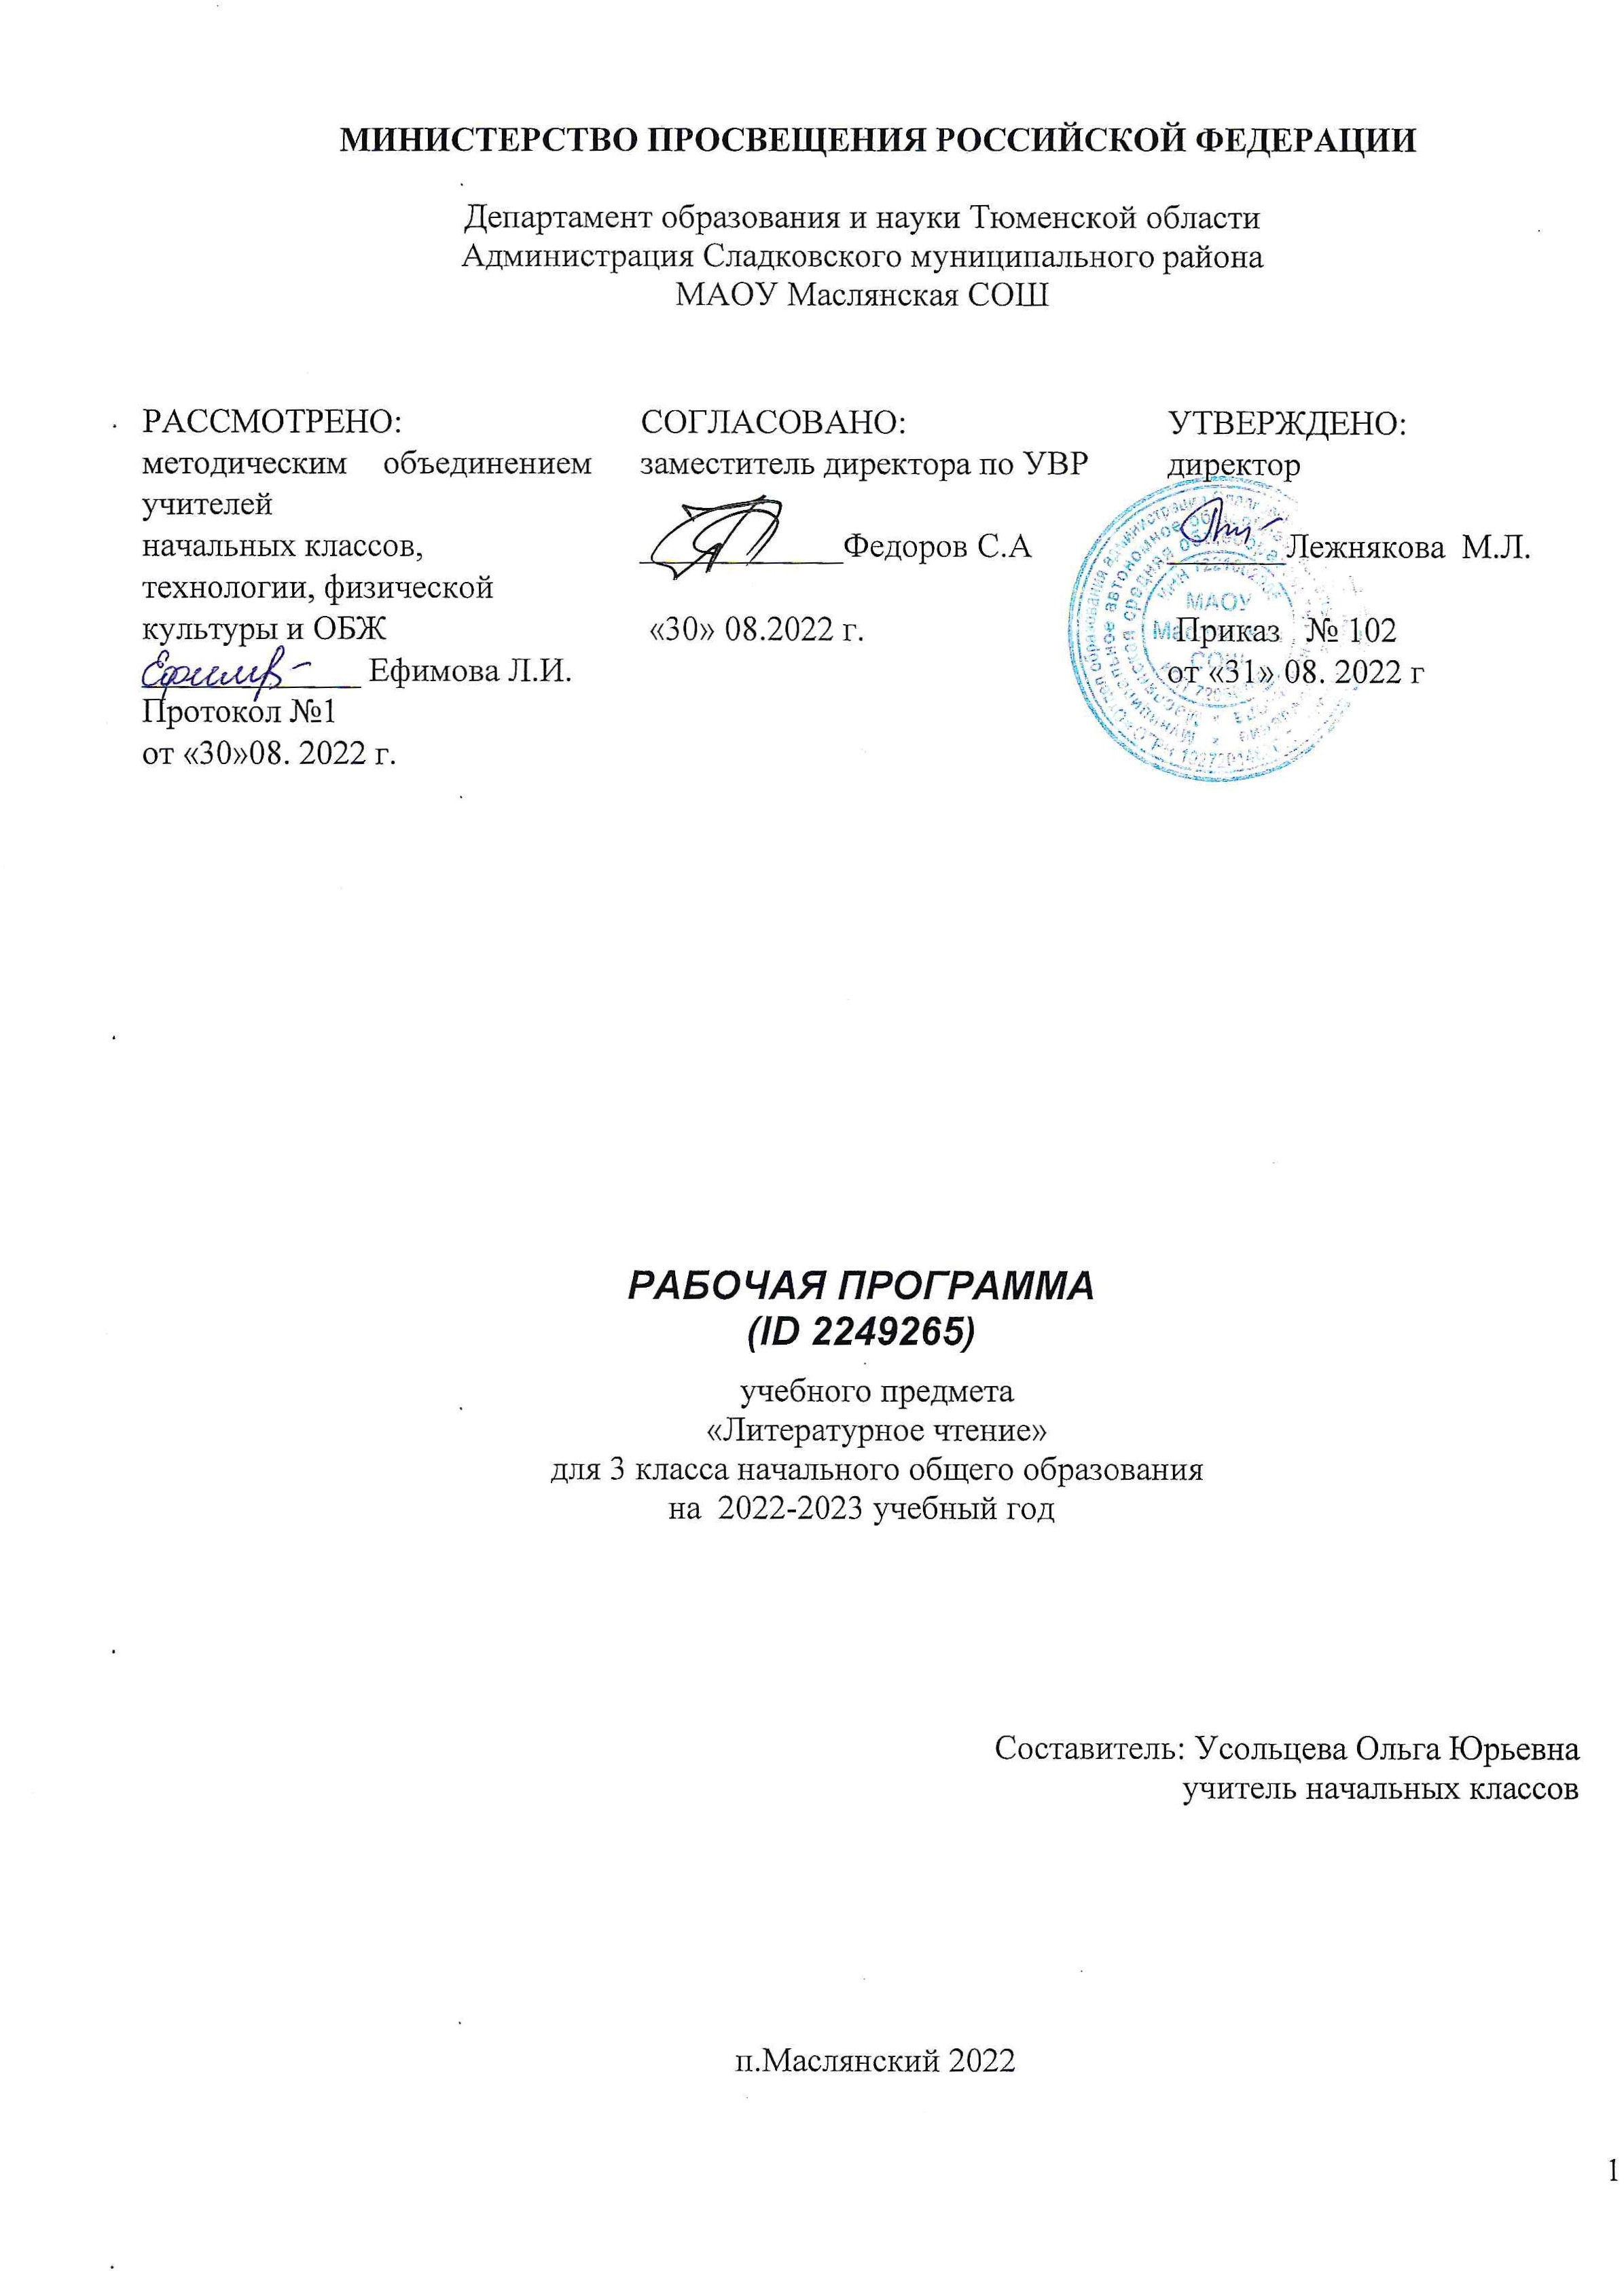 МИНИСТЕРСТВО ПРОСВЕЩЕНИЯ РОССИЙСКОЙ ФЕДЕРАЦИИ
Департамент образования и науки Тюменской области
Администрация Сладковского муниципального района
МАОУ Маслянская СОШ
РАССМОТРЕНО:
методическим объединением
учителей
начальных классов,
технологии, физической
культуры и ОБЖ
____________ Ефимова Л.И.
Протокол №1
от «30»08. 2022 г.
СОГЛАСОВАНО:
заместитель директора по УВР
____________Федоров С.А
«30» 08.2022 г.
УТВЕРЖДЕНО:
директор
_______Лежнякова М.Л.
Приказ № 102
от «31» 08. 2022 г
МАОУ
СОШ
РАБОЧАЯ ПРОГРАММА
(ID 2249265)
учебного предмета
«Литературное чтение»
для 3 класса начального общего образования
на 2022-2023 учебный год
Составитель: Усольцева Ольга Юрьевна
учитель начальных классов
п.Маслянский 2022
1